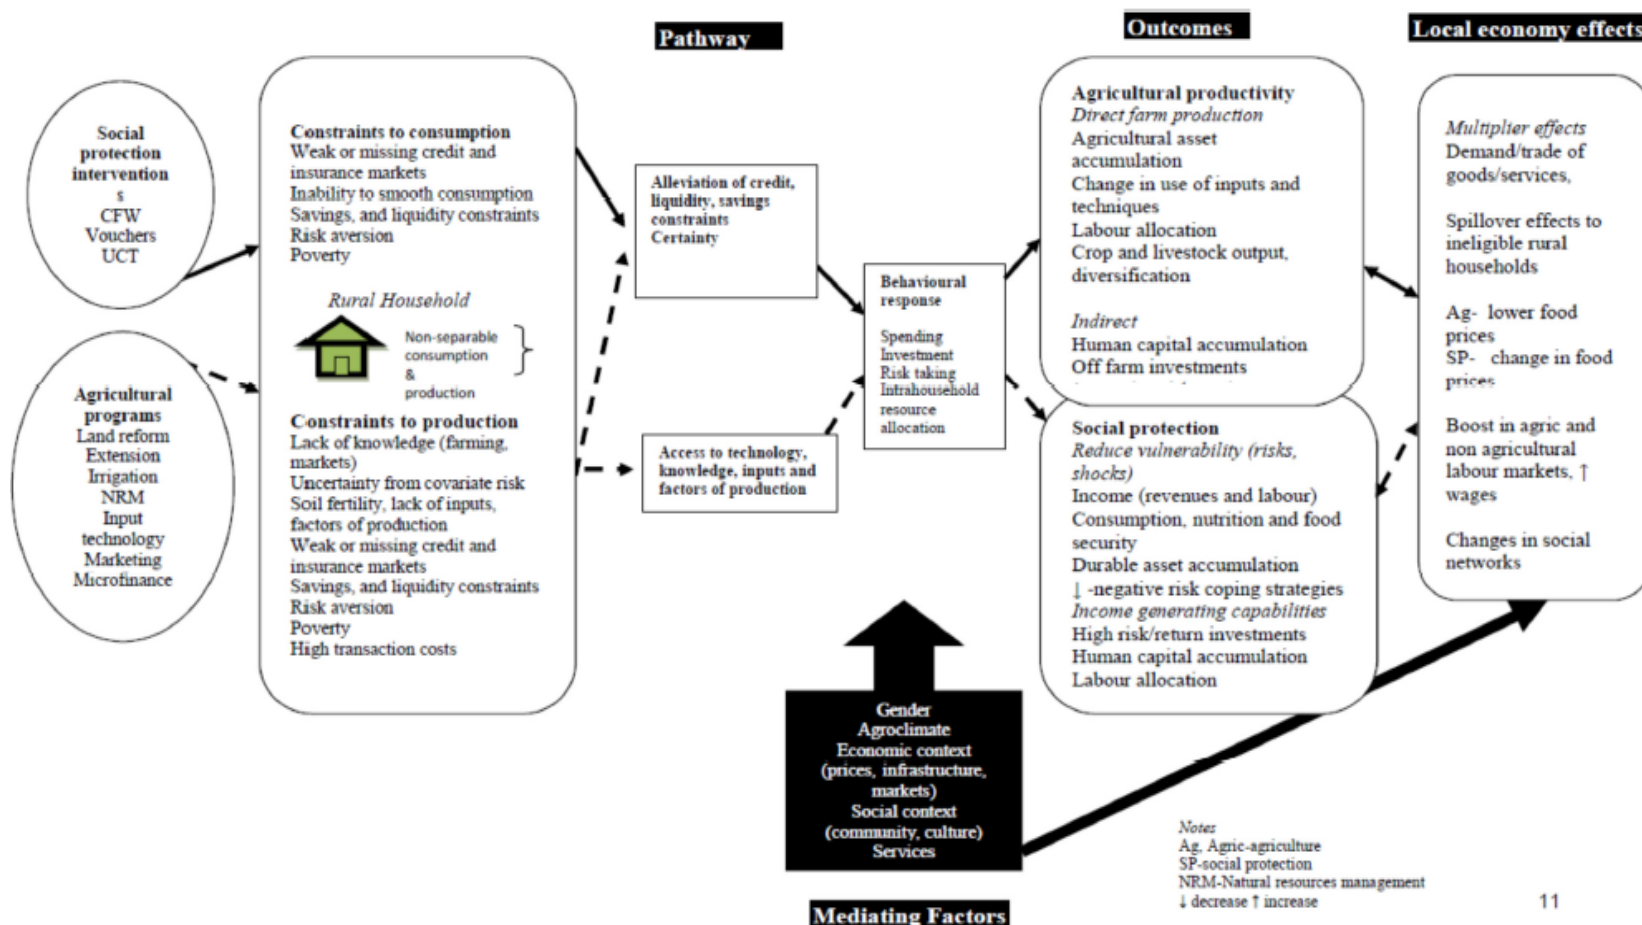 Pathway
Outcomes
Local economy effects
Social
protection
intervention
s
CFW
Vouchers
UCT
Agricultural
programs
Land reform
Extension
Irrigation
NRM
Input
technology
Marketing
Microfinance
Constraints to consumption
Weak or missing credit and
insurance markets
Inability to smooth consumption
Savings, and liquidity constraints
Risk aversion
Poverty
Rural Household
Non-separable
consumption
&
production
Constraints to production
Lack of knowledge (farming,
markets)
Uncertainty from covariate risk
Soil fertility, lack of inputs,
factors of production
Weak or missing credit and
insurance markets
Savings, and liquidity constraints
Risk aversion
Poverty
High transaction costs
Alleviation of credit,
liquidity, savings
constraints
Certainty
Access to technology,
knowledge, inputs and
factors of production
Behavioural
response
Spending
Investment
Risk taking
Intrahousehold
resource
allocation
Agricultural productivity
Direct farm production
Agricultural asset
accumulation
Change in use of inputs and
techniques
Labour allocation
Crop and livestock output,
diversification
Indirect
Human capital accumulation
Off farm investments
Social protection
Reduce vulnerability (risks,
shocks)
Income (revenues and labour)
Consumption, nutrition and food
security
Durable asset accumulation
↓ -negative risk coping strategies
Income generating capabilities
High risk/return investments
Human capital accumulation
Labour allocation
Multiplier effects
Demand/trade of
goods/services,
Spillover effects to
ineligible rural
households
Ag- lower food
prices
SP- change in food
prices
Boost in agric and
non agricultural
labour markets, ↑
wages
Changes in social
networks
Gender
Agroclimate
Economic context
(prices, infrastructure,
markets)
Social context
(community, culture)
Services
Mediating Factors
Notes
Ag, Agric-agriculture
SP-social protection
NRM-Natural resources management
↓ decrease ↑ increase
11